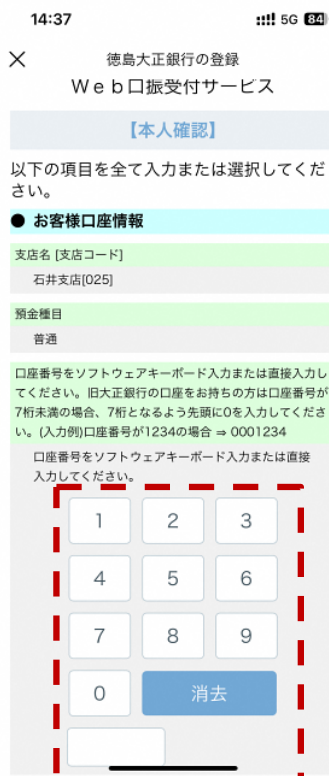 14:37
5G 84
徳島大正銀行の登録
Ｗｅｂ口振受付サービス
【本人確認】
以下の項目を全て入力または選択してくだ
さい。
● お客様口座情報
支店名 [支店コード]
石井支店[025]
預金種目
普通
口座番号をソフトウェアキーボード入力または直接入力し
てください。旧大正銀行の口座をお持ちの方は口座番号が
7桁未満の場合、7桁となるよう先頭に0を入力してくださ
い。(入力例)口座番号が1234の場合 ⇒ 0001234
口座番号をソフトウェアキーボード入力または直接
入力してください。
1 2 3
4 5 6
7 8 9
0 消去